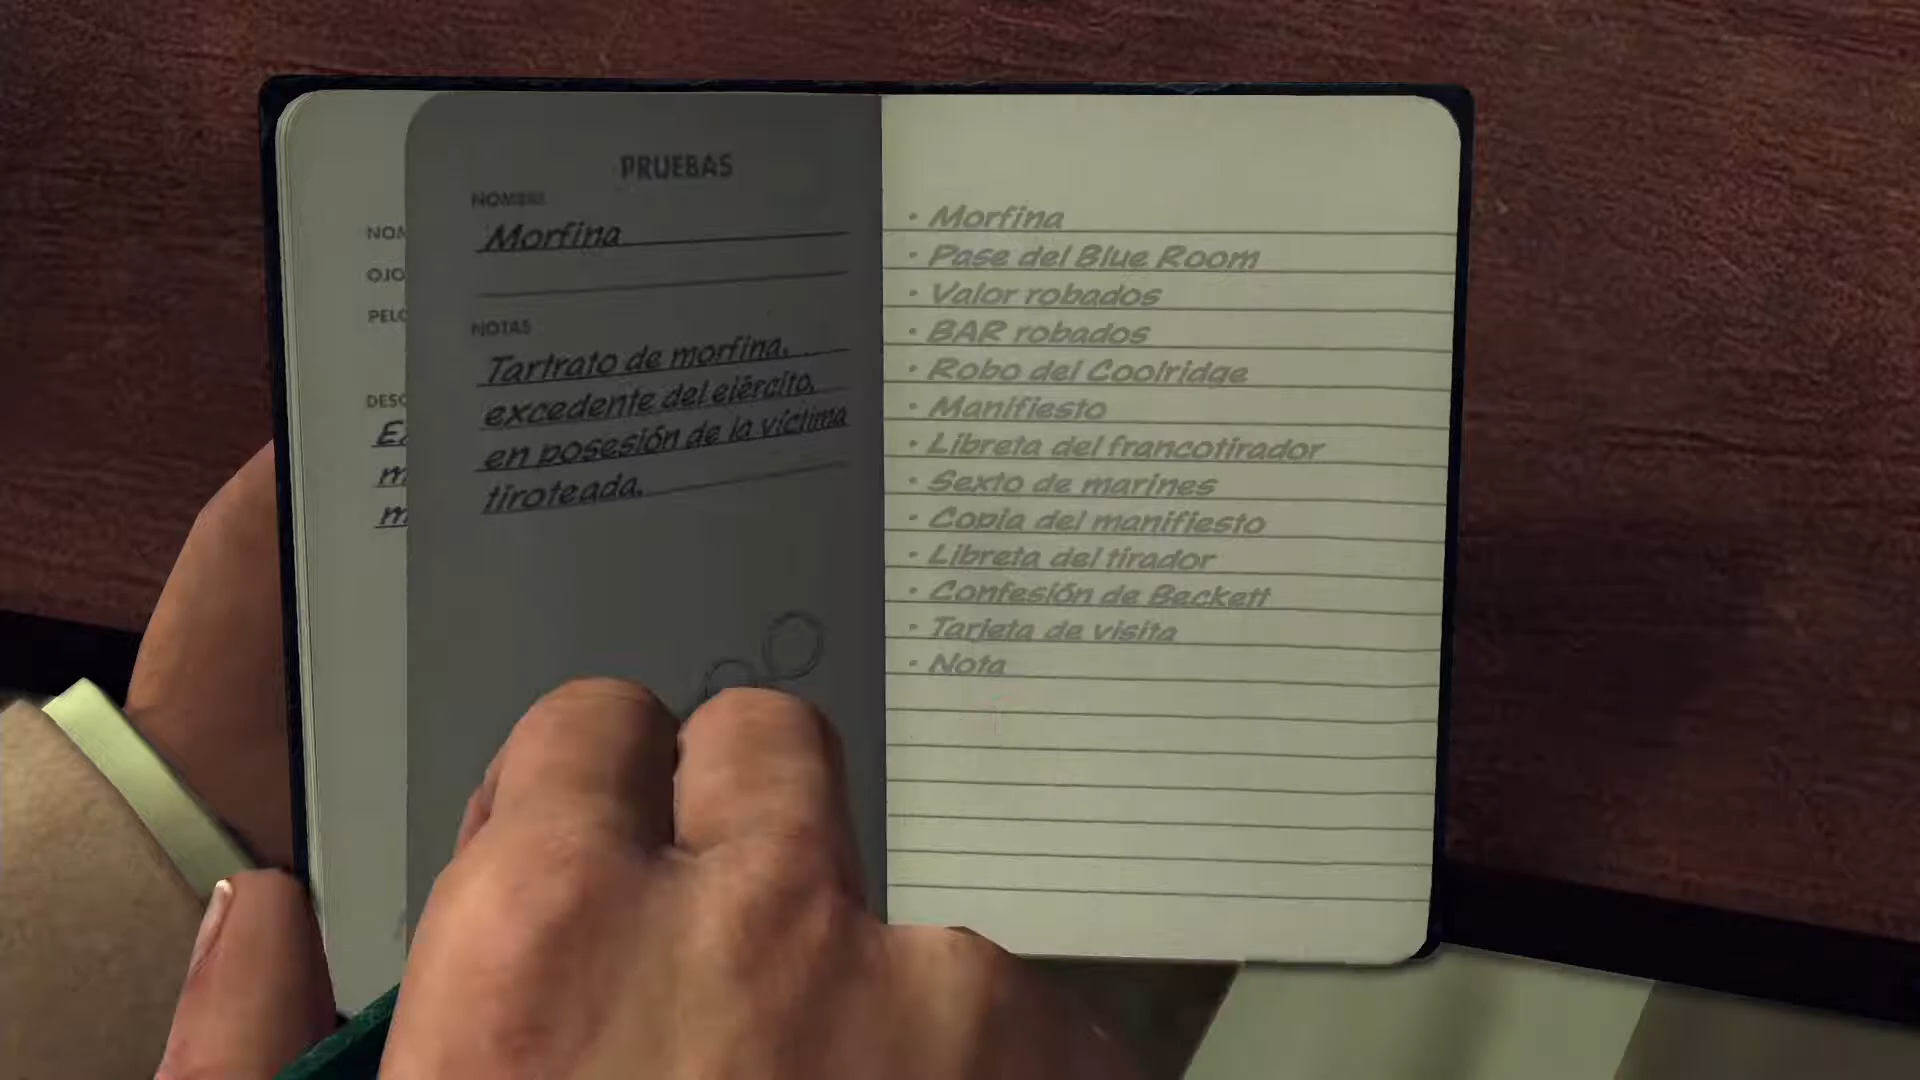 NOM
OJO
PELO
DESC
m
m
PRUEBAS
NOMBRE
Morfina
NOTAS
Tartrato de morfina,
excedente del ejército,
en posesión de la víctima
tiroteada.
• Morfina
• Pase del Blue Room
• Valor robados
• BAR robados
• Robo del Coolridge
• Manifiesto
• Libreta del francotirador
• Sexto de marines
• Copia del manifiesto
• Libreta del tirador
• Confesión de Beckett
• Tarjeta de visita
• Nota